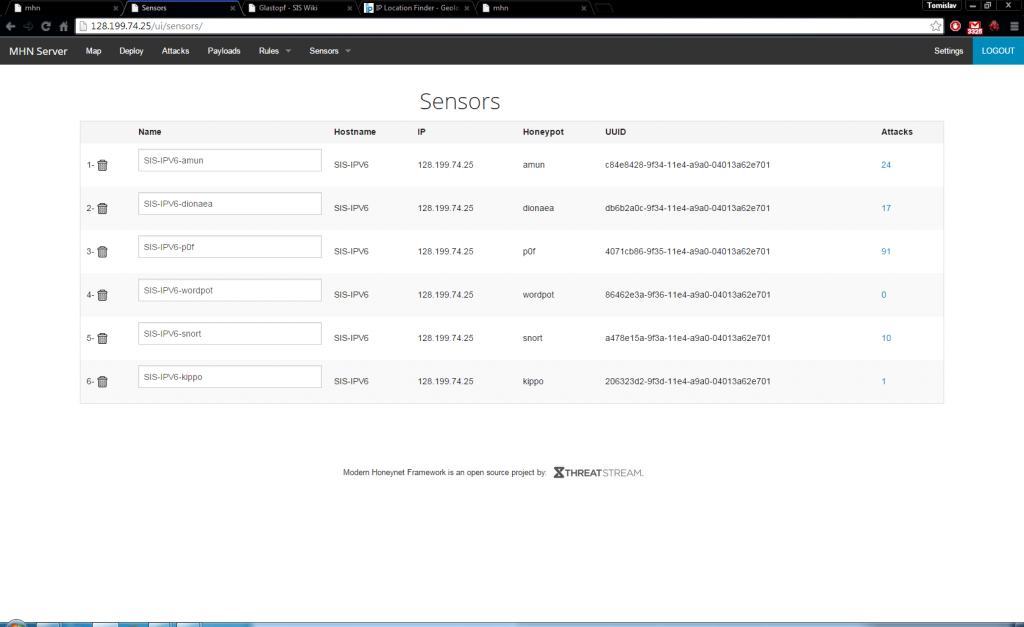 mhn
Sensors
Glastopf - SIS Wiki
IP Location Finder - Geolo
mhn
Tomislav
128.199.74.25/ui/sensors/
3326
MHN Server Map Deploy Attacks Payloads Rules Sensors Settings LOGOUT
Sensors
Name Hostname IP Honeypot UUID Attacks
1- SIS-IPV6-amun SIS-IPV6 128.199.74.25 amun c84e8428-9f34-11e4-a9a0-04013a62e701 24
2- SIS-IPV6-dionaea SIS-IPV6 128.199.74.25 dionaea db6b2a0c-9f34-11e4-a9a0-04013a62e701 17
3- SIS-IPV6-p0f SIS-IPV6 128.199.74.25 p0f 4071cb86-9f35-11e4-a9a0-04013a62e701 91
4- SIS-IPV6-wordpot SIS-IPV6 128.199.74.25 wordpot 86462e3a-9f36-11e4-a9a0-04013a62e701 0
5- SIS-IPV6-snort SIS-IPV6 128.199.74.25 snort a478e15a-9f3a-11e4-a9a0-04013a62e701 10
6- SIS-IPV6-kippo SIS-IPV6 128.199.74.25 kippo 206323d2-9f3d-11e4-a9a0-04013a62e701 1
Modern Honeynet Framework is an open source project by: THREATSTREAM.